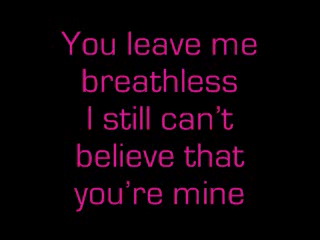 You leave me
breathless
I still can't
believe that
you're mine